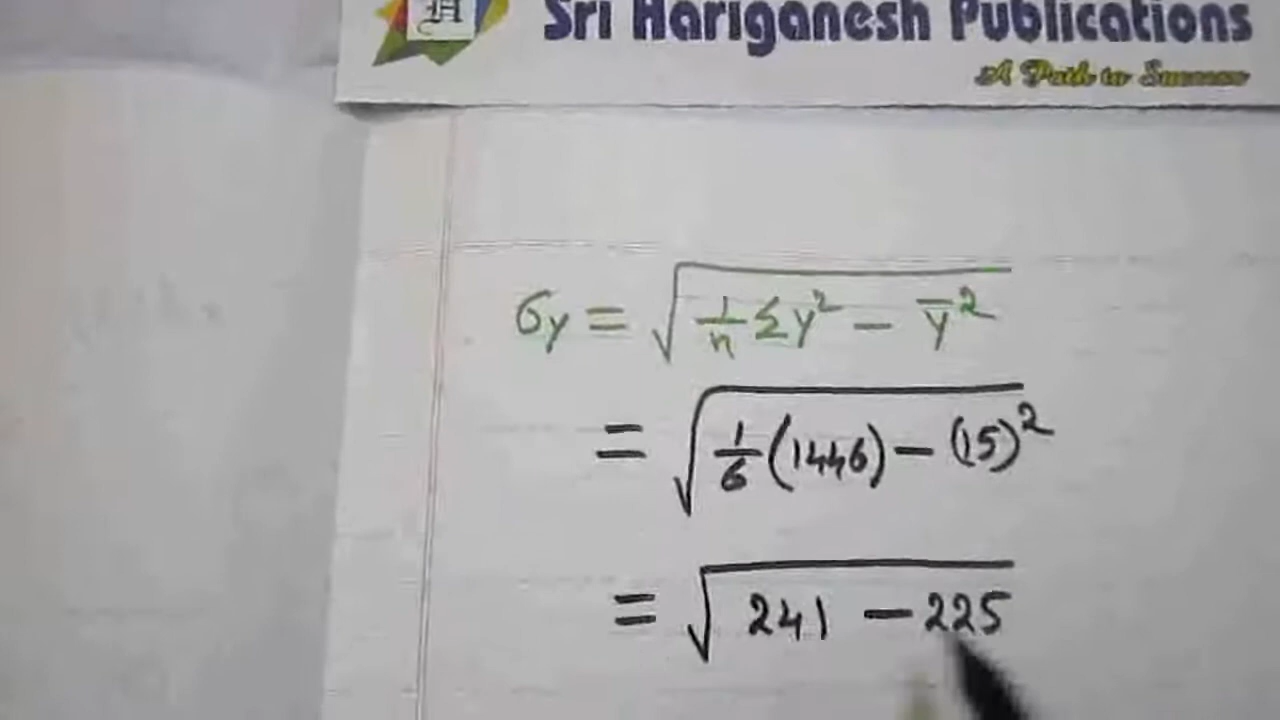 H Sri Hariganesh Publications
A Path to Success
σy = √(1/n Σy² − ȳ²)
= √(1/6 (1446) − (15)²)
= √(241 − 225)